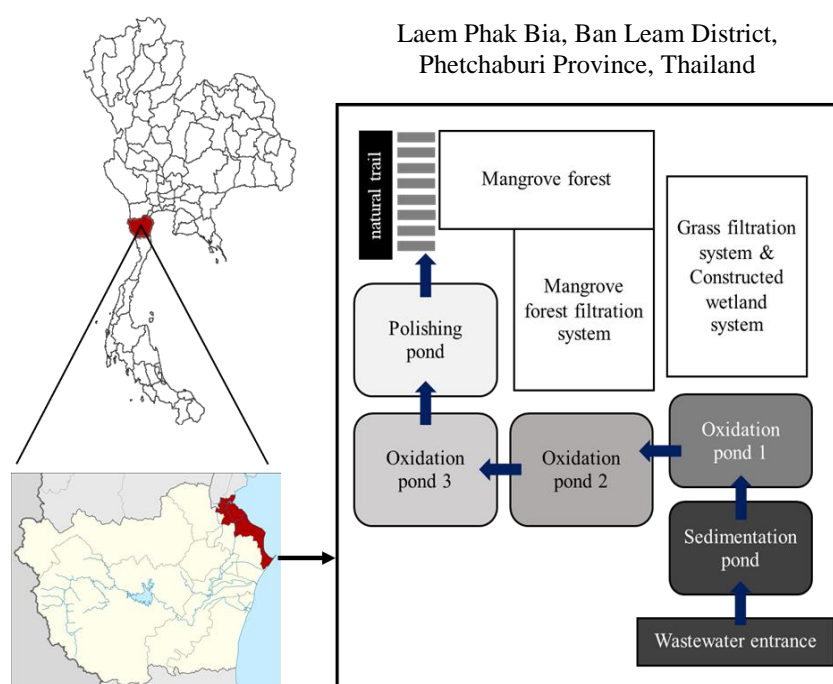 Laem Phak Bia, Ban Leam District,
Phetchaburi Province, Thailand
natural trail
Mangrove forest
Grass filtration
system &
Constructed
wetland
system
Mangrove
forest filtration
system
Polishing
pond
Oxidation
pond 3
Oxidation
pond 2
Oxidation
pond 1
Sedimentation
pond
Wastewater entrance